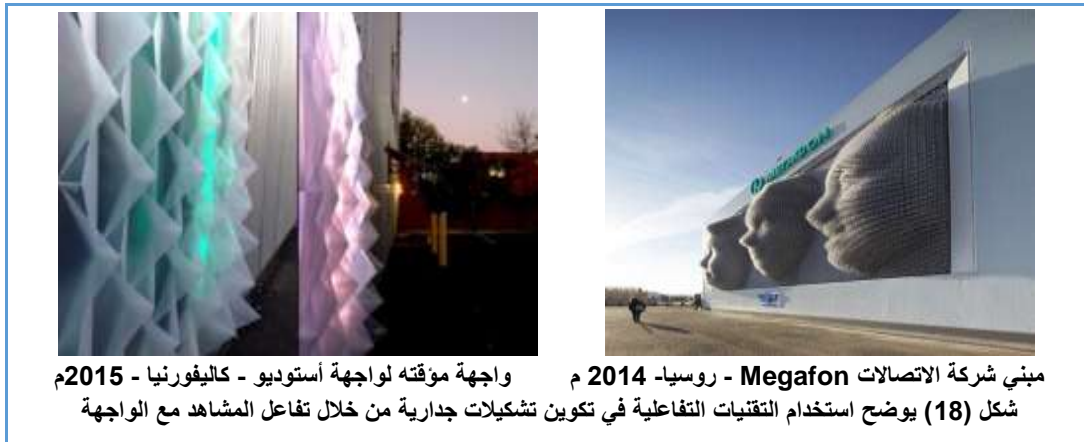 MEGAFON
مبني شركة الاتصالات Megafon - روسيا- 2014 م
واجهة مؤقته لواجهة أستوديو - كاليفورنيا - 2015م
شكل (18) يوضح استخدام التقنيات التفاعلية في تكوين تشكيلات جدارية من خلال تفاعل المشاهد مع الواجهة